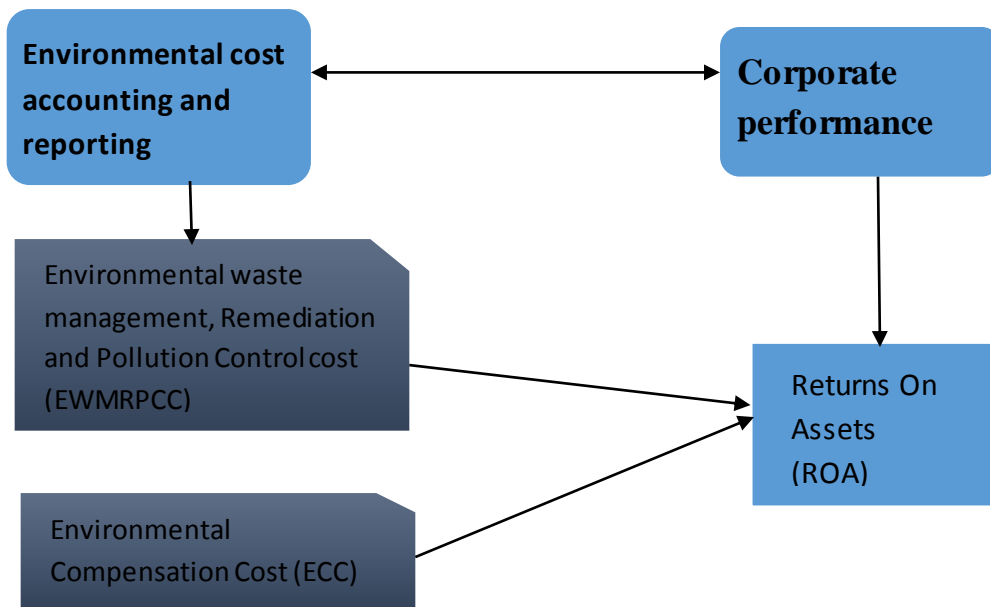 Environmental cost
accounting and
reporting
Corporate
performance
Environmental waste
management, Remediation
and Pollution Control cost
(EWMRPCC)
Returns On
Assets
(ROA)
Environmental
Compensation Cost (ECC)